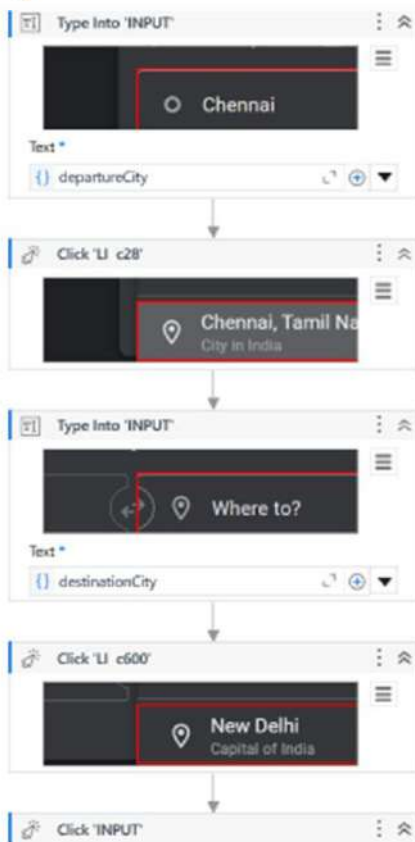 Type Into 'INPUT'
Chennai
Text *
{} departureCity
Click 'LI c28'
Chennai, Tamil Na
City in India
Type Into 'INPUT'
Where to?
Text *
{} destinationCity
Click 'LI c600'
New Delhi
Capital of India
Click 'INPUT'